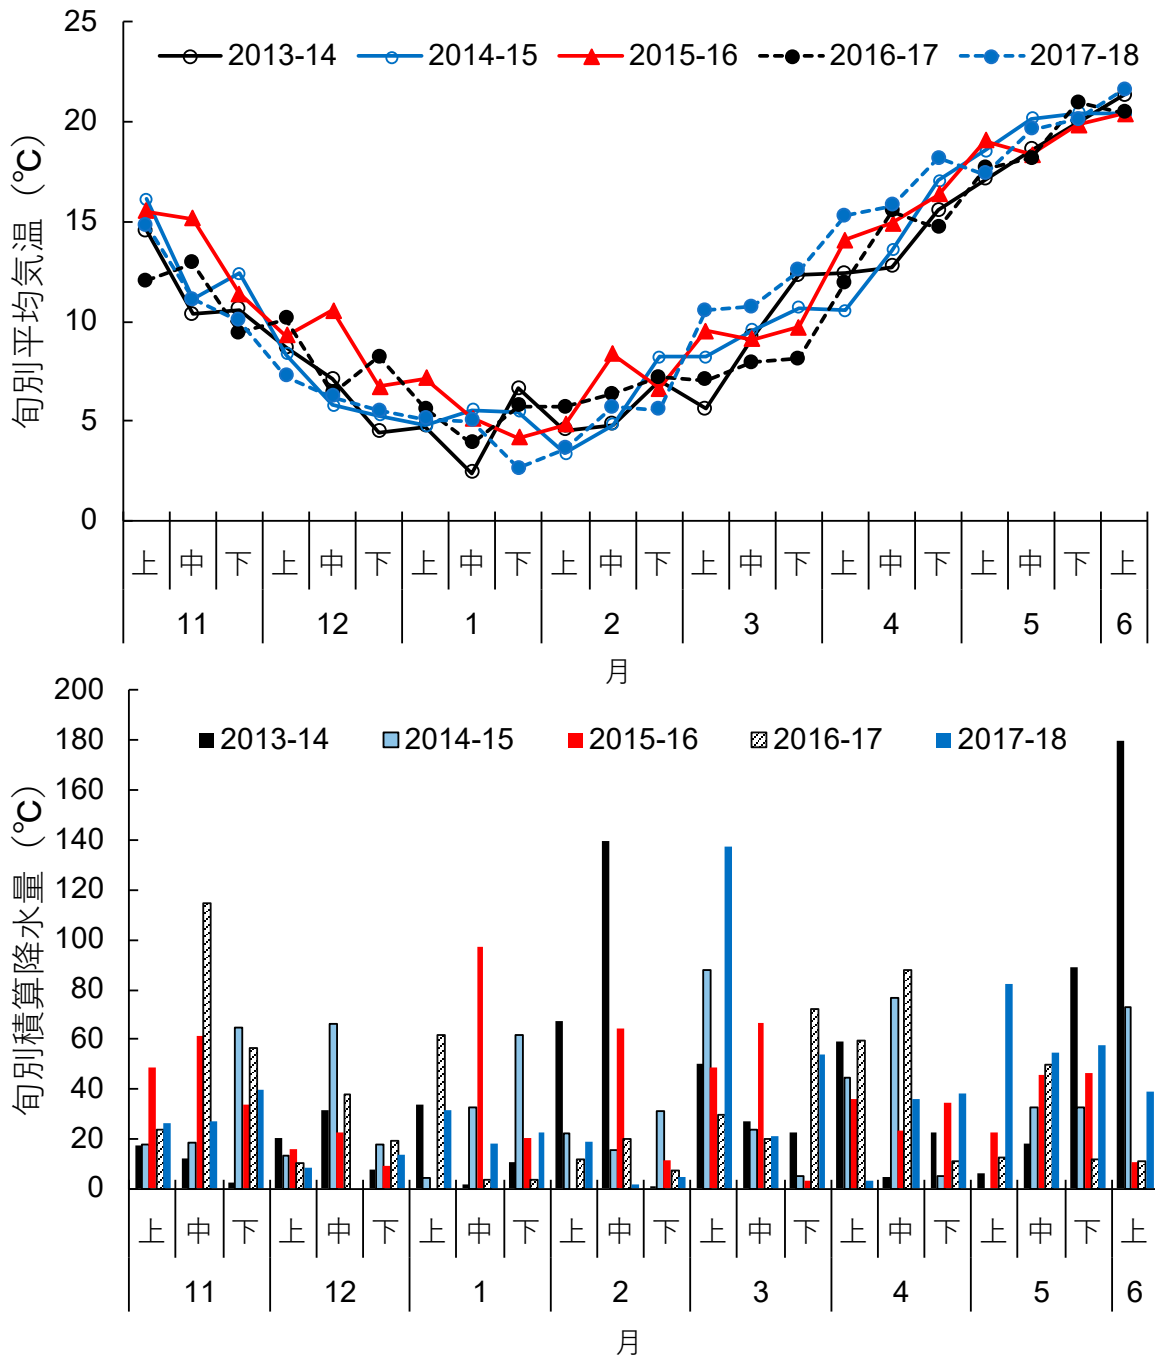 旬別平均気温（℃）
25
20
15
10
5
0
2013-14 2014-15 2015-16 2016-17 2017-18
上 中 下 上 中 下 上 中 下 上 中 下 上 中 下 上 中 下 上 中 下 上
11 12 1 2 3 4 5 6
月
旬別積算降水量（℃）
200
180
160
140
120
100
80
60
40
20
0
2013-14 2014-15 2015-16 2016-17 2017-18
上 中 下 上 中 下 上 中 下 上 中 下 上 中 下 上 中 下 上 中 下 上
11 12 1 2 3 4 5 6
月